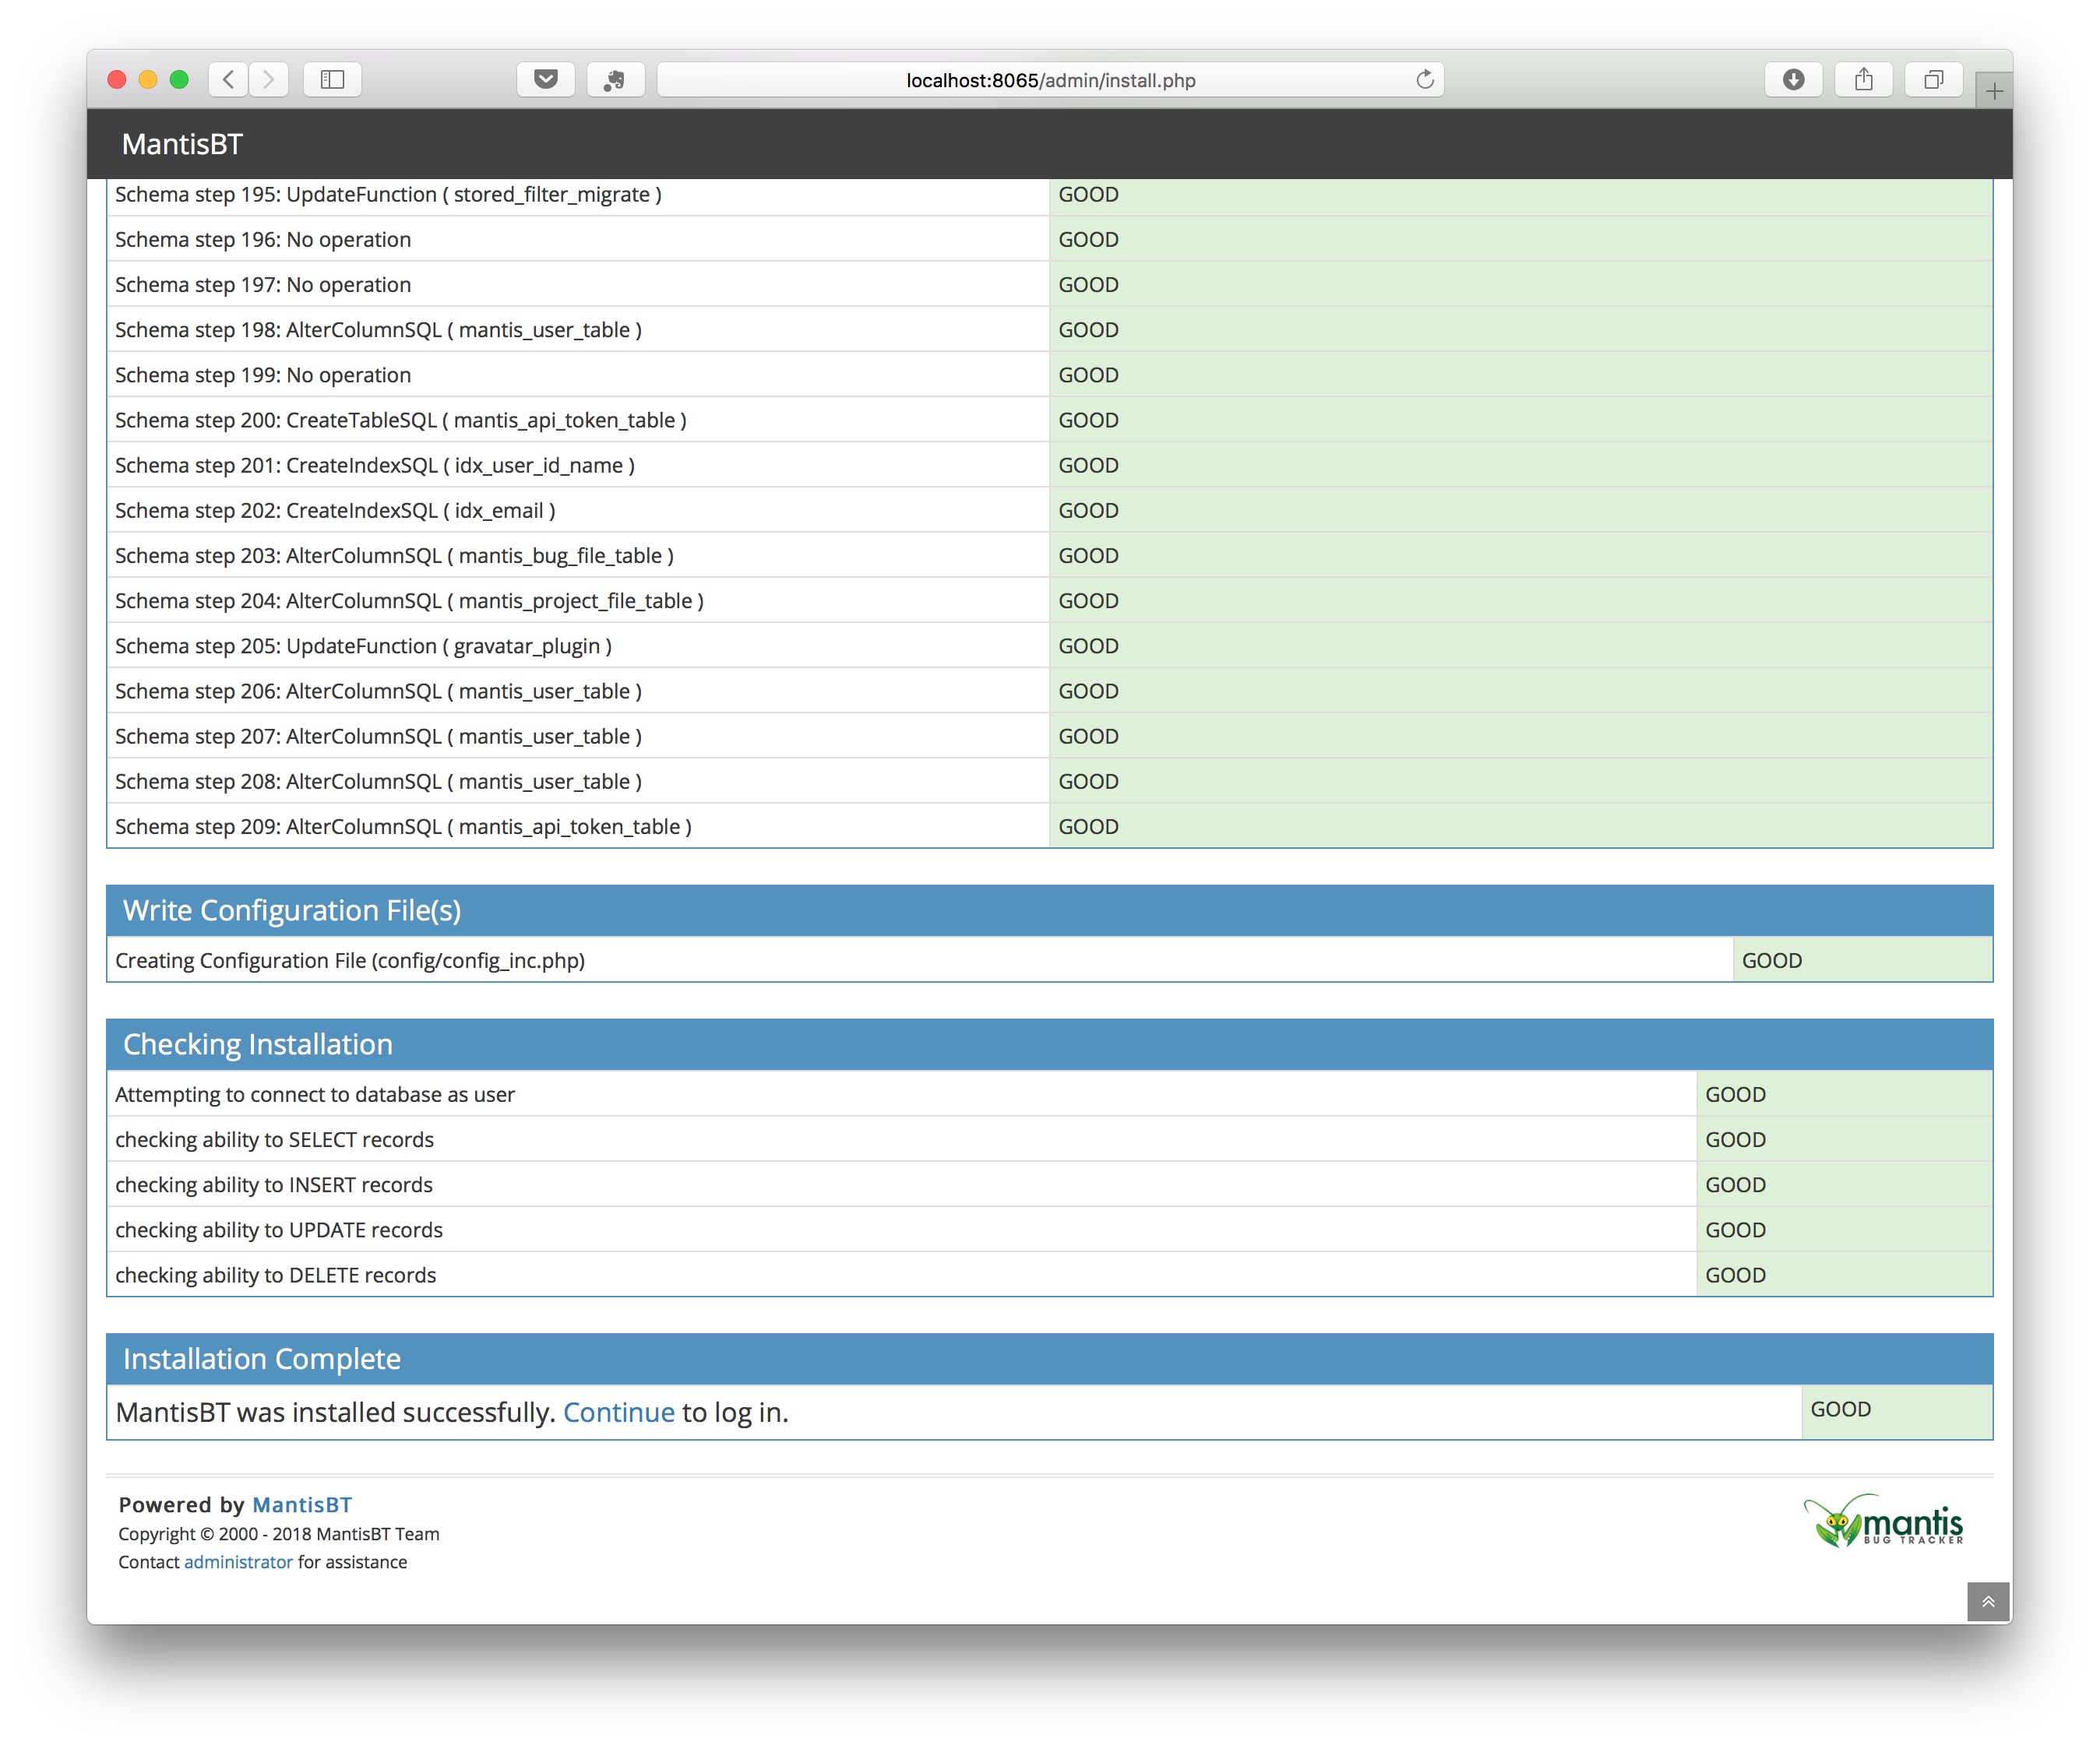 localhost:8065/admin/install.php
MantisBT
Schema step 195: UpdateFunction ( stored_filter_migrate ) GOOD
Schema step 196: No operation GOOD
Schema step 197: No operation GOOD
Schema step 198: AlterColumnSQL ( mantis_user_table ) GOOD
Schema step 199: No operation GOOD
Schema step 200: CreateTableSQL ( mantis_api_token_table ) GOOD
Schema step 201: CreateIndexSQL ( idx_user_id_name ) GOOD
Schema step 202: CreateIndexSQL ( idx_email ) GOOD
Schema step 203: AlterColumnSQL ( mantis_bug_file_table ) GOOD
Schema step 204: AlterColumnSQL ( mantis_project_file_table ) GOOD
Schema step 205: UpdateFunction ( gravatar_plugin ) GOOD
Schema step 206: AlterColumnSQL ( mantis_user_table ) GOOD
Schema step 207: AlterColumnSQL ( mantis_user_table ) GOOD
Schema step 208: AlterColumnSQL ( mantis_user_table ) GOOD
Schema step 209: AlterColumnSQL ( mantis_api_token_table ) GOOD
Write Configuration File(s)
Creating Configuration File (config/config_inc.php) GOOD
Checking Installation
Attempting to connect to database as user GOOD
checking ability to SELECT records GOOD
checking ability to INSERT records GOOD
checking ability to UPDATE records GOOD
checking ability to DELETE records GOOD
Installation Complete
MantisBT was installed successfully. Continue to log in. GOOD
Powered by MantisBT
Copyright © 2000 - 2018 MantisBT Team
Contact administrator for assistance
mantis
BUG TRACKER